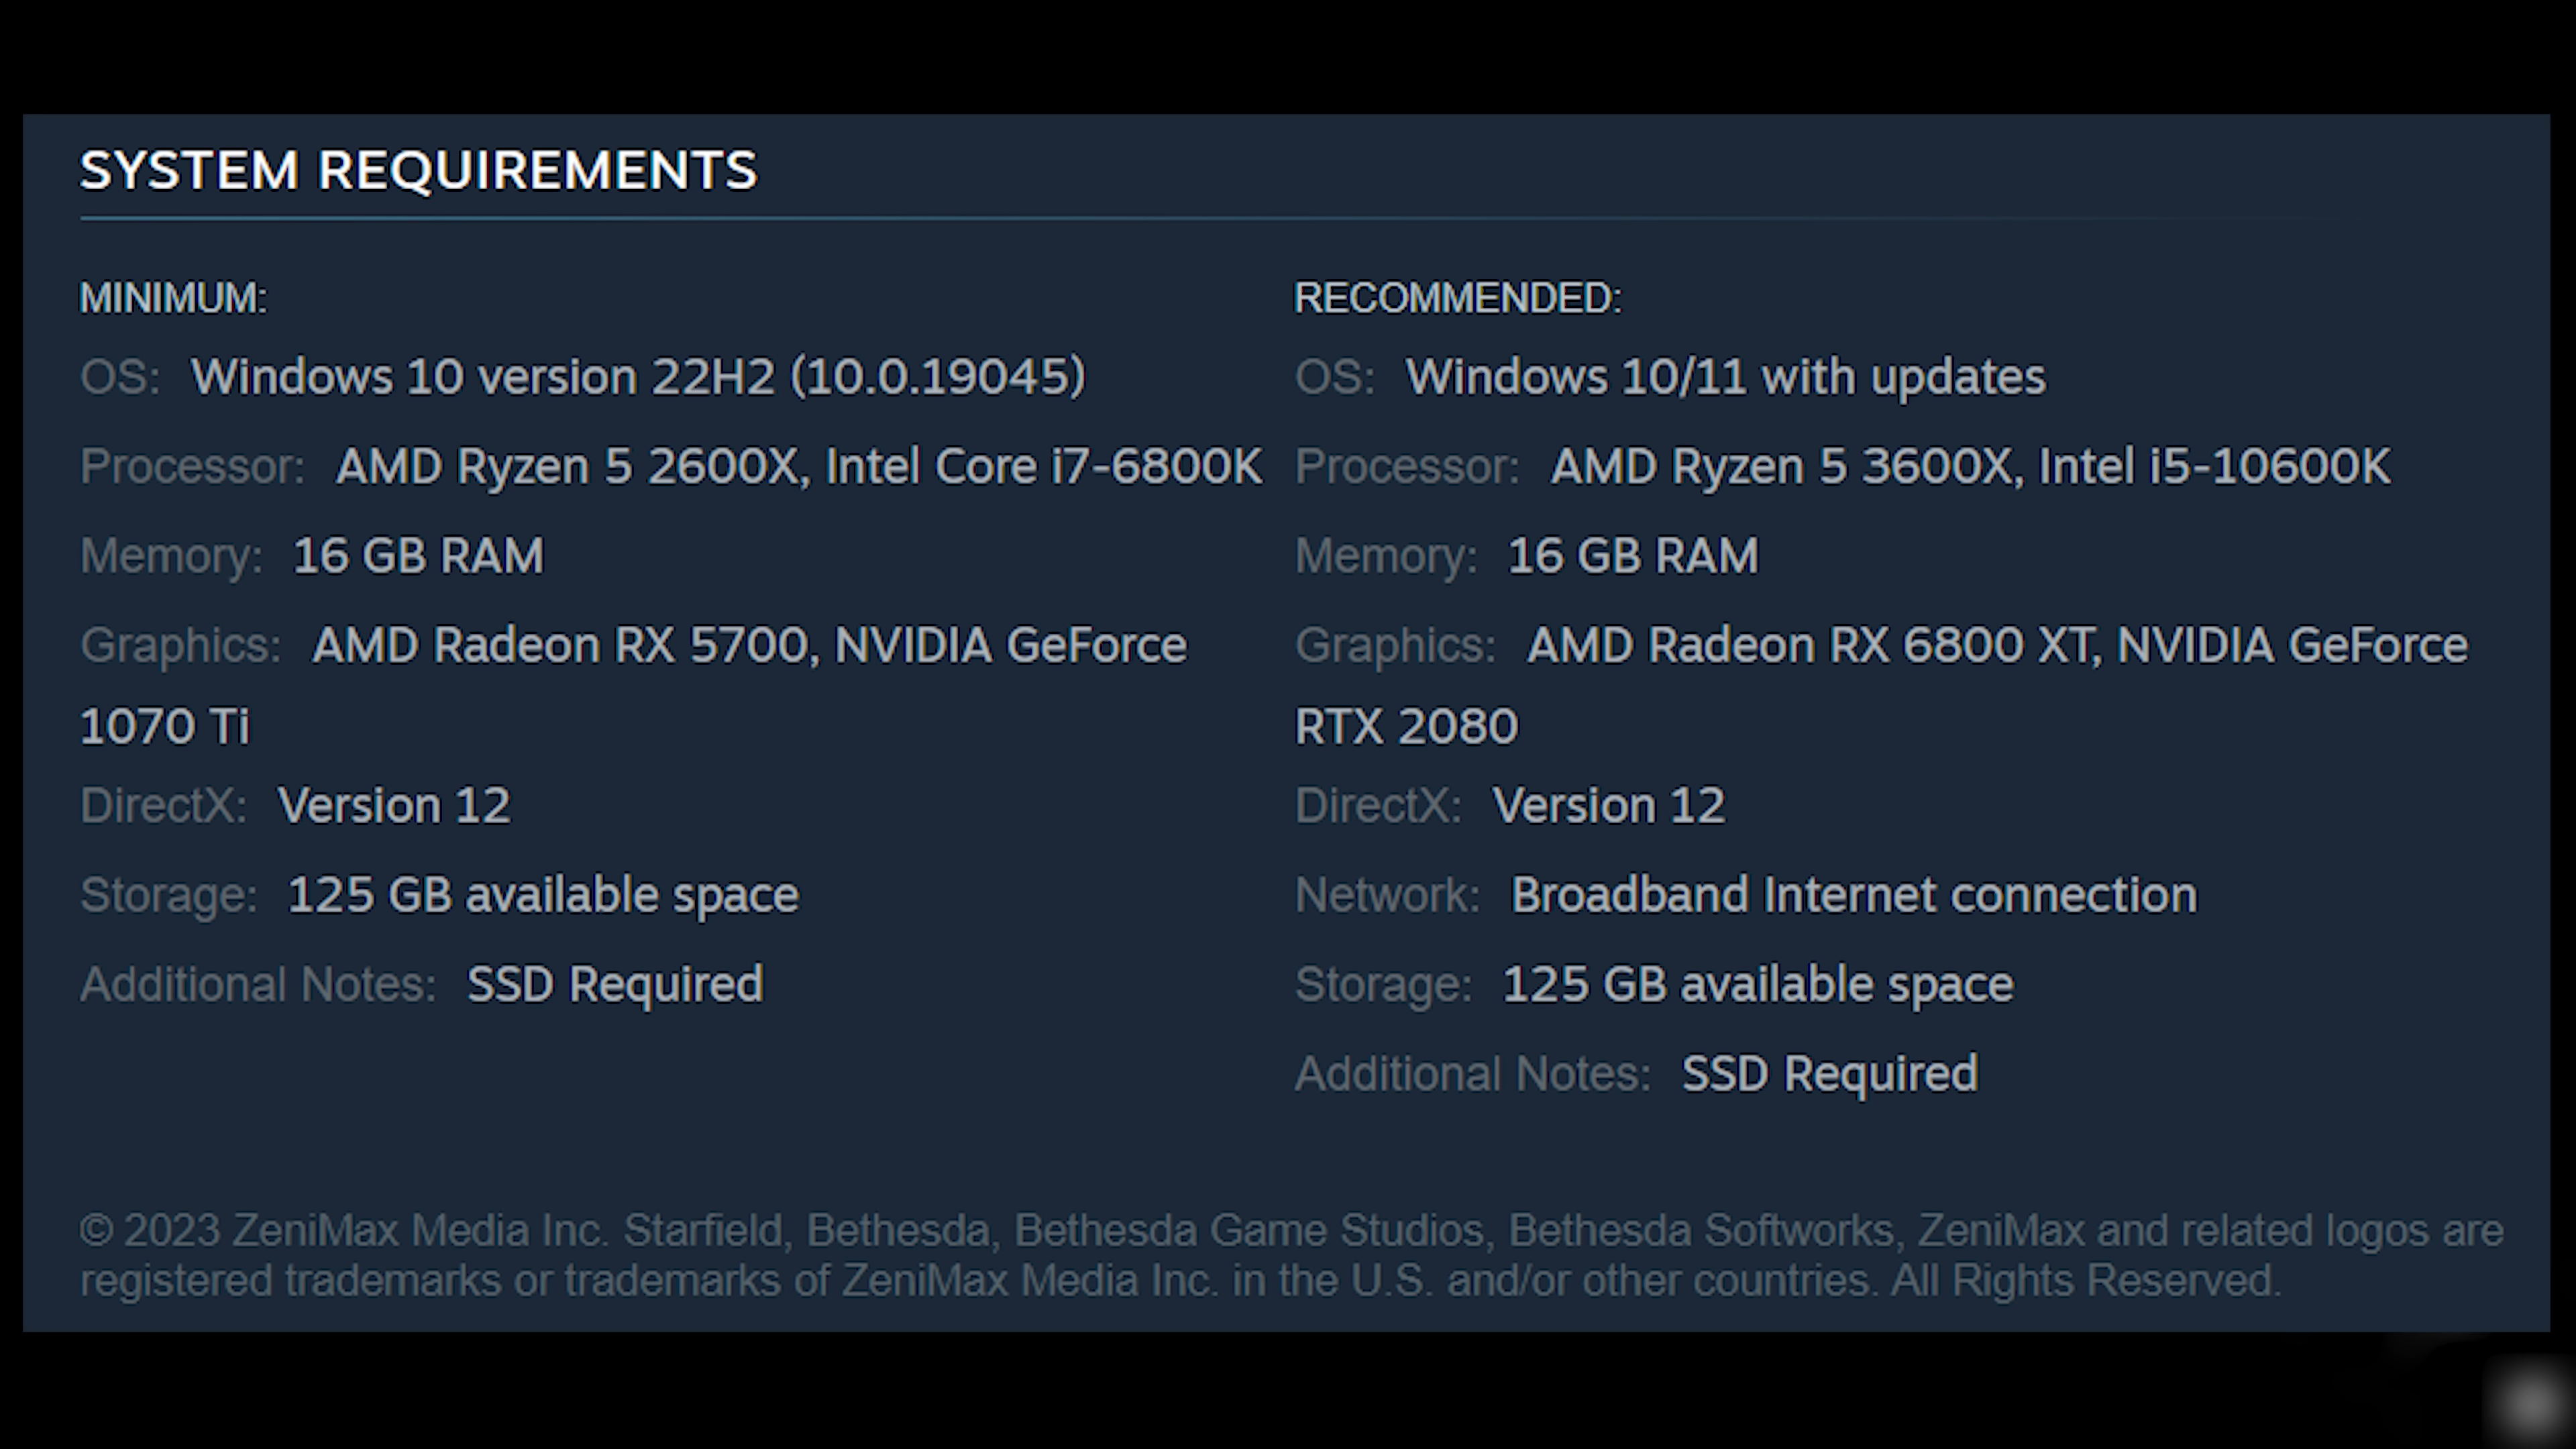 SYSTEM REQUIREMENTS
MINIMUM:
OS: Windows 10 version 22H2 (10.0.19045)
Processor: AMD Ryzen 5 2600X, Intel Core i7-6800K
Memory: 16 GB RAM
Graphics: AMD Radeon RX 5700, NVIDIA GeForce
1070 Ti
DirectX: Version 12
Storage: 125 GB available space
Additional Notes: SSD Required
RECOMMENDED:
OS: Windows 10/11 with updates
Processor: AMD Ryzen 5 3600X, Intel i5-10600K
Memory: 16 GB RAM
Graphics: AMD Radeon RX 6800 XT, NVIDIA GeForce
RTX 2080
DirectX: Version 12
Network: Broadband Internet connection
Storage: 125 GB available space
Additional Notes: SSD Required
© 2023 ZeniMax Media Inc. Starfield, Bethesda, Bethesda Game Studios, Bethesda Softworks, ZeniMax and related logos are
registered trademarks or trademarks of ZeniMax Media Inc. in the U.S. and/or other countries. All Rights Reserved.